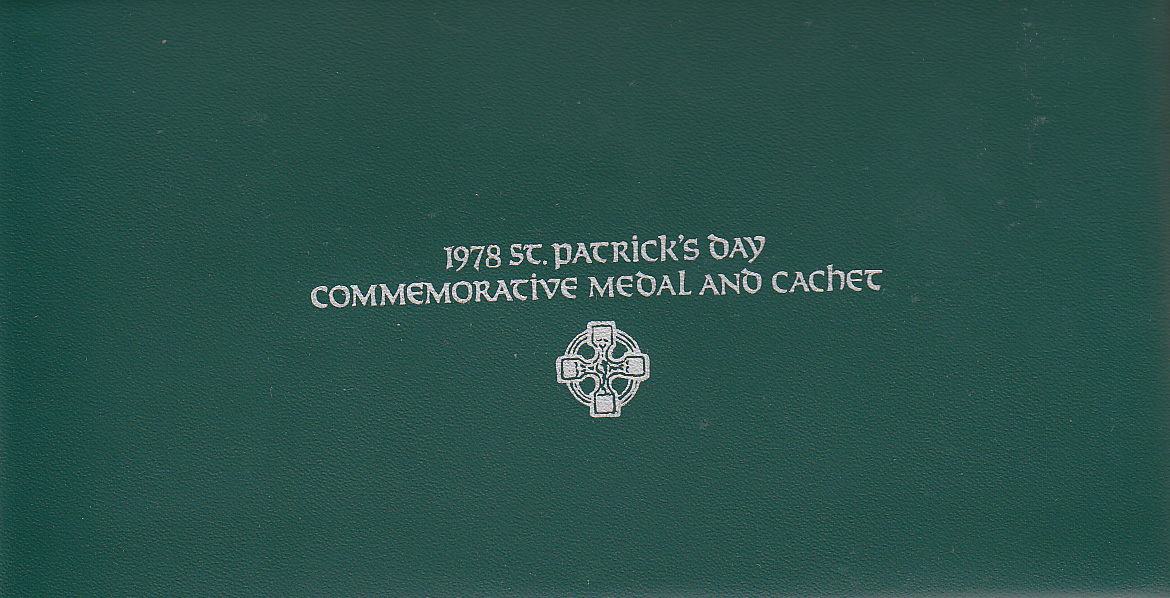 1978 ST. PATRICK'S DAY
COMMEMORATIVE MEDAL AND CACHET